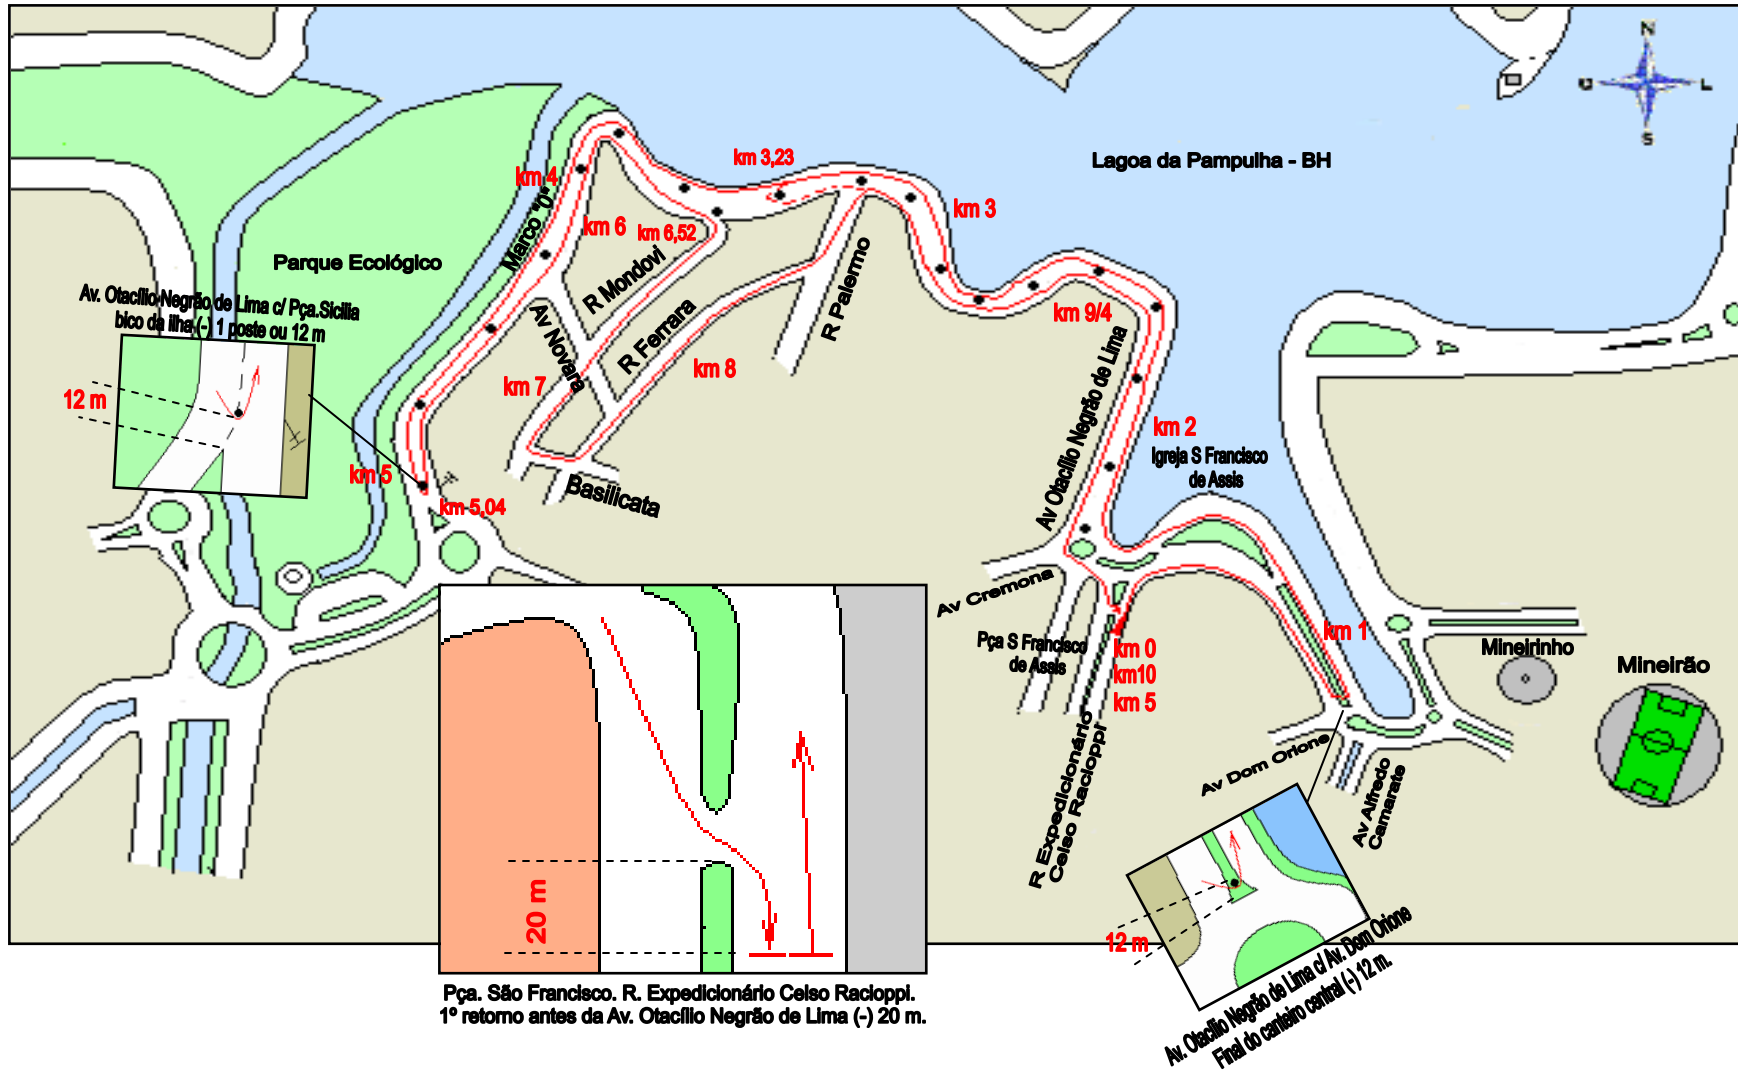 N
O
L
S
Lagoa da Pampulha - BH
km 3,23
km 4
km 3
Marco "0"
km 6
km 6,52
Parque Ecológico
R Mondovi
R Palermo
Av. Otacílio Negrão de Lima c/ Pça.Sicilia
bico da ilha (-) 1 poste ou 12 m
km 9/4
Av Novara
R Ferrara
Av Otacílio Negrão de Lima
km 7
km 8
12 m
km 2
Igreja S Francisco
de Assis
km 5
km 5,04
Basilicata
Av Cremona
Pça S Francisco
de Assis
km 0
km10
km 5
km 1
Mineirinho
Mineirão
R Expedicionário
Celso Racioppi
Av Dom Orione
Av Alfredo
Camarate
20 m
12 m
Pça. São Francisco. R. Expedicionário Celso Racioppi.
1º retorno antes da Av. Otacílio Negrão de Lima (-) 20 m.
Av. Otacílio Negrão de Lima c/ Av. Dom Orione
Final do canteiro central (-) 12 m.